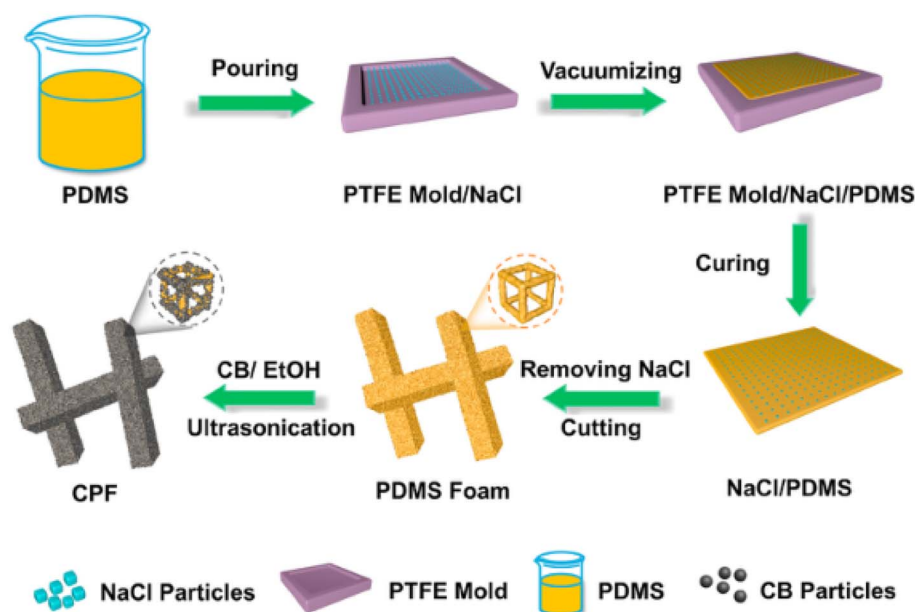 Pouring
Vacuumizing
PDMS
PTFE Mold/NaCl
PTFE Mold/NaCl/PDMS
Curing
CB/ EtOH
Removing NaCl
Ultrasonication
Cutting
CPF
PDMS Foam
NaCl/PDMS
NaCl Particles
PTFE Mold
PDMS
CB Particles